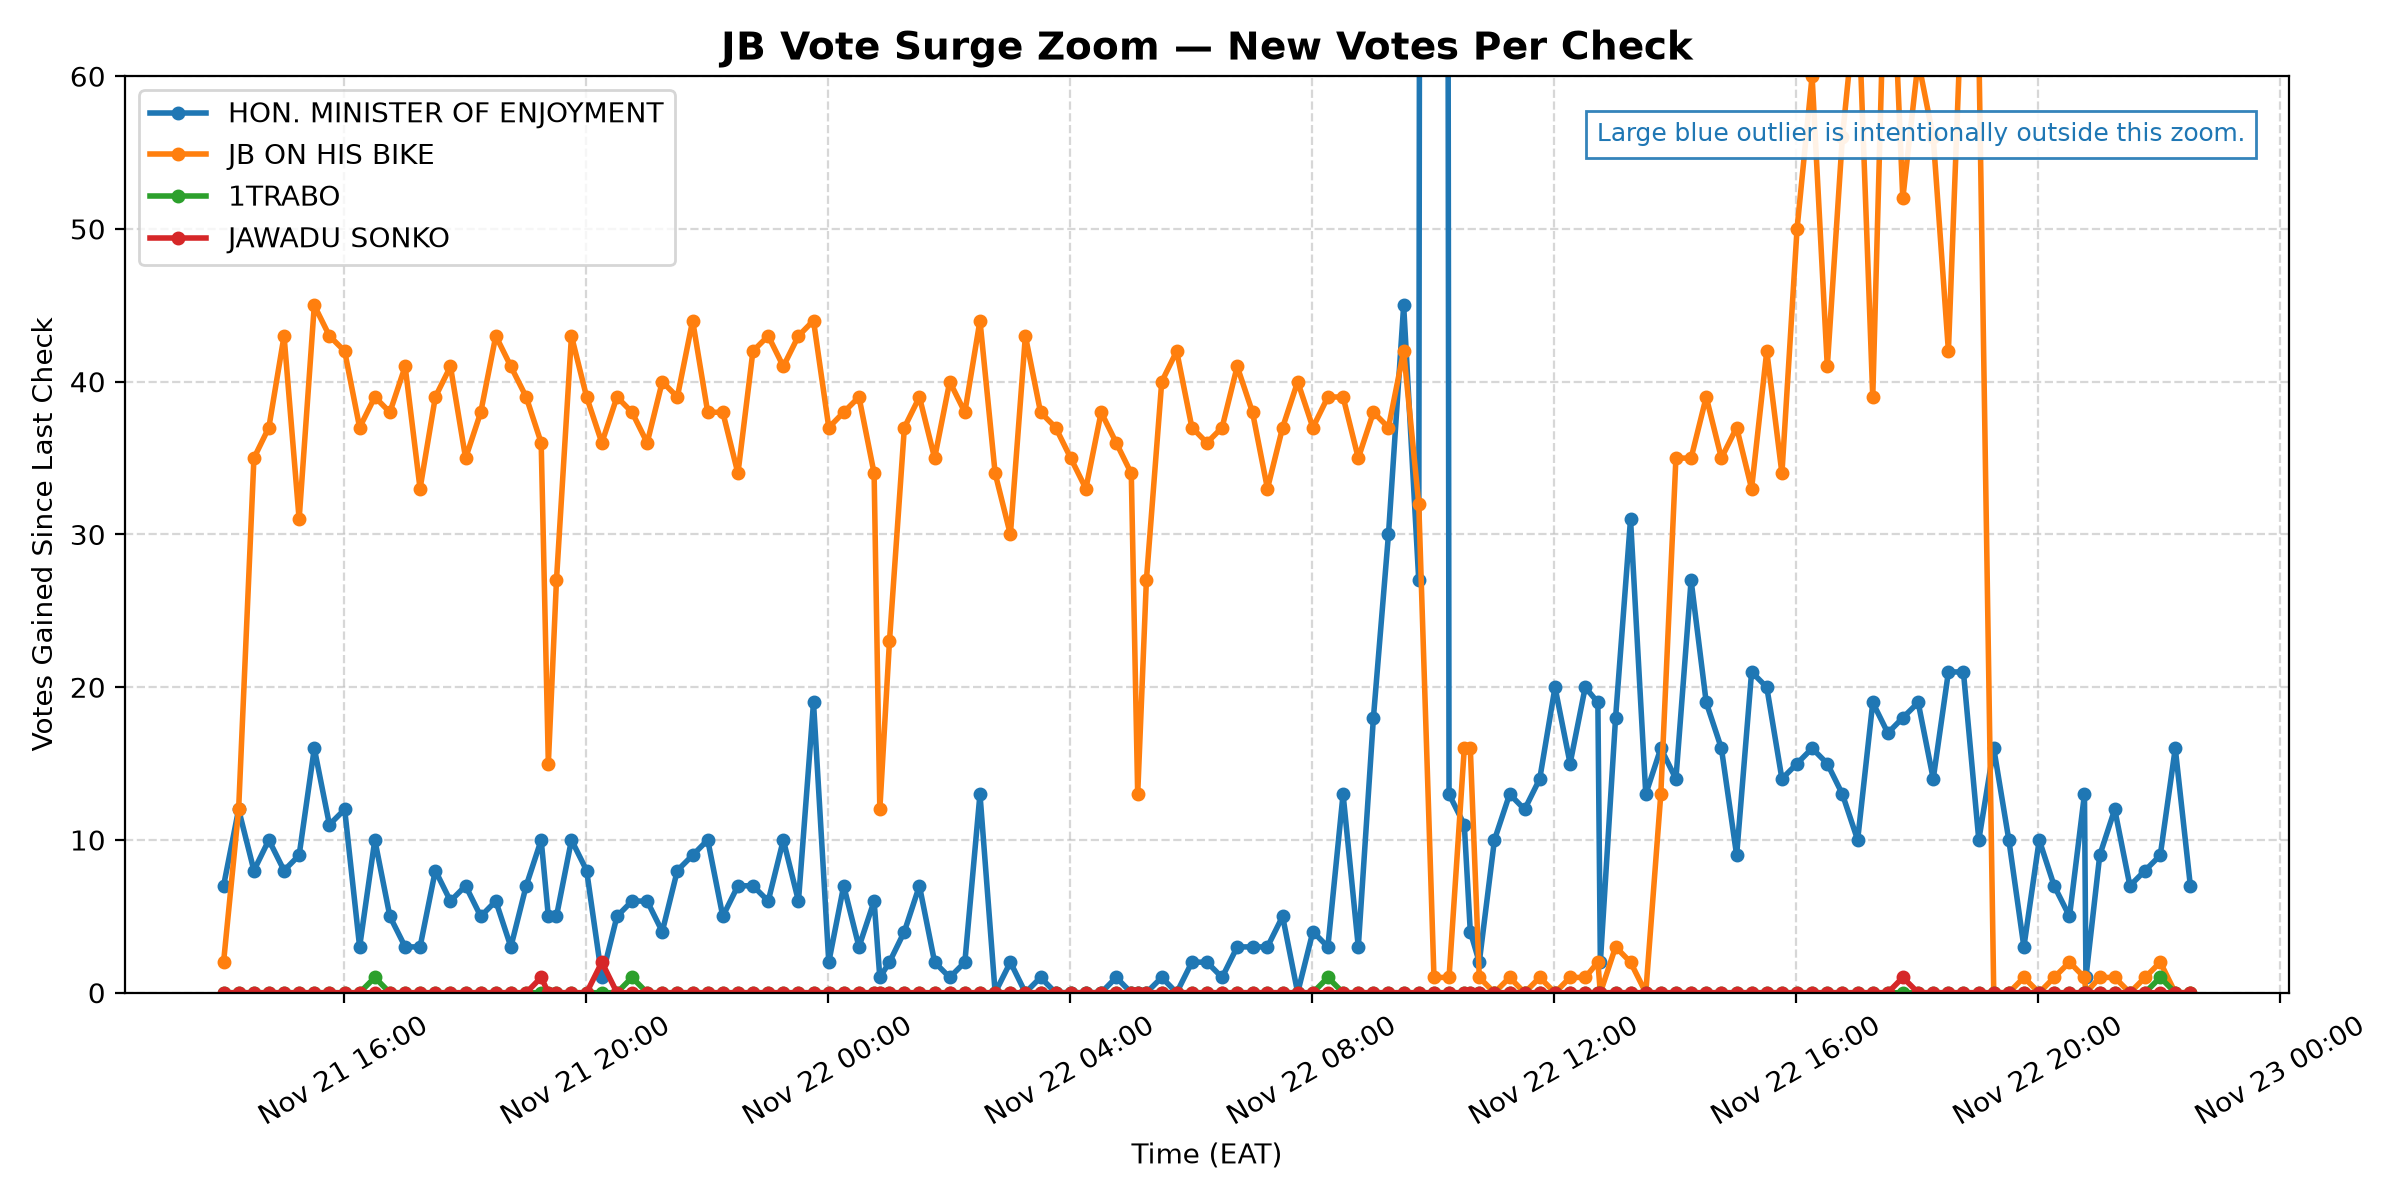 JB Vote Surge Zoom — New Votes Per Check
HON. MINISTER OF ENJOYMENT
JB ON HIS BIKE
1TRABO
JAWADU SONKO
Large blue outlier is intentionally outside this zoom.
Votes Gained Since Last Check
60
50
40
30
20
10
0
Nov 21 16:00
Nov 21 20:00
Nov 22 00:00
Nov 22 04:00
Nov 22 08:00
Nov 22 12:00
Nov 22 16:00
Nov 22 20:00
Nov 23 00:00
Time (EAT)